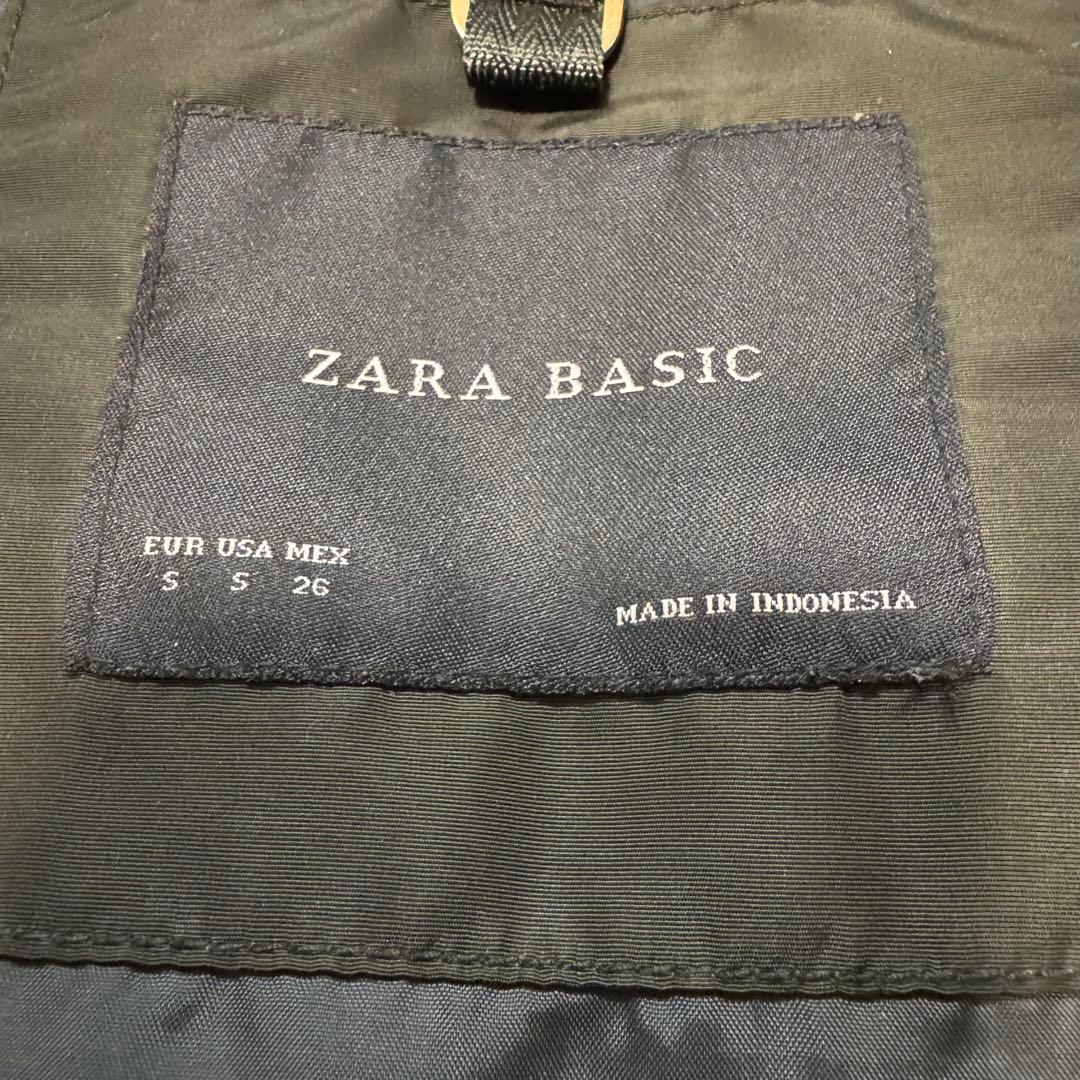 ZARA BASIC
EUR USA MEX
S S 26
MADE IN INDONESIA